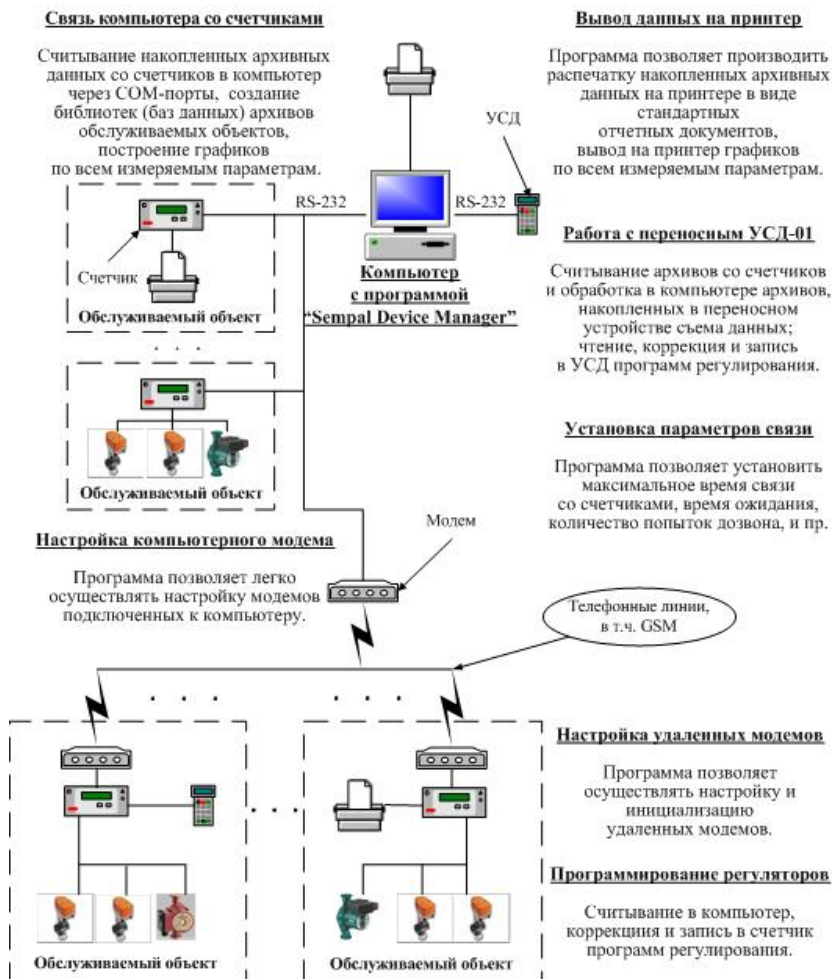 Связь компьютера со счетчиками
Считывание накопленных архивных
данных со счетчиков в компьютер
через COM-порты, создание
библиотек (баз данных) архивов
обслуживаемых объектов,
построение графиков
по всем измеряемым параметрам.
Вывод данных на принтер
Программа позволяет производить
распечатку накопленных архивных
данных на принтере в виде
стандартных
отчетных документов,
вывод на принтер графиков
по всем измеряемым параметрам.
УСД
RS-232
RS-232
Счетчик
Обслуживаемый объект
. . .
Компьютер
с программой
“Sempal Device Manager”
Работа с переносным УСД-01
Считывание архивов со счетчиков
и обработка в компьютере архивов,
накопленных в переносном
устройстве съема данных;
чтение, коррекция и запись
в УСД программ регулирования.
Обслуживаемый объект
Установка параметров связи
Программа позволяет установить
максимальное время связи
со счетчиками, время ожидания,
количество попыток дозвона, и пр.
Настройка компьютерного модема
Программа позволяет легко
осуществлять настройку модемов
подключенных к компьютеру.
Модем
Телефонные линии,
в т.ч. GSM
. . . . . .
Настройка удаленных модемов
Программа позволяет
осуществлять настройку и
инициализацию
удаленных модемов.
. . .
Программирование регуляторов
Считывание в компьютер,
коррекциия и запись в счетчик
программ регулирования.
Обслуживаемый объект
Обслуживаемый объект